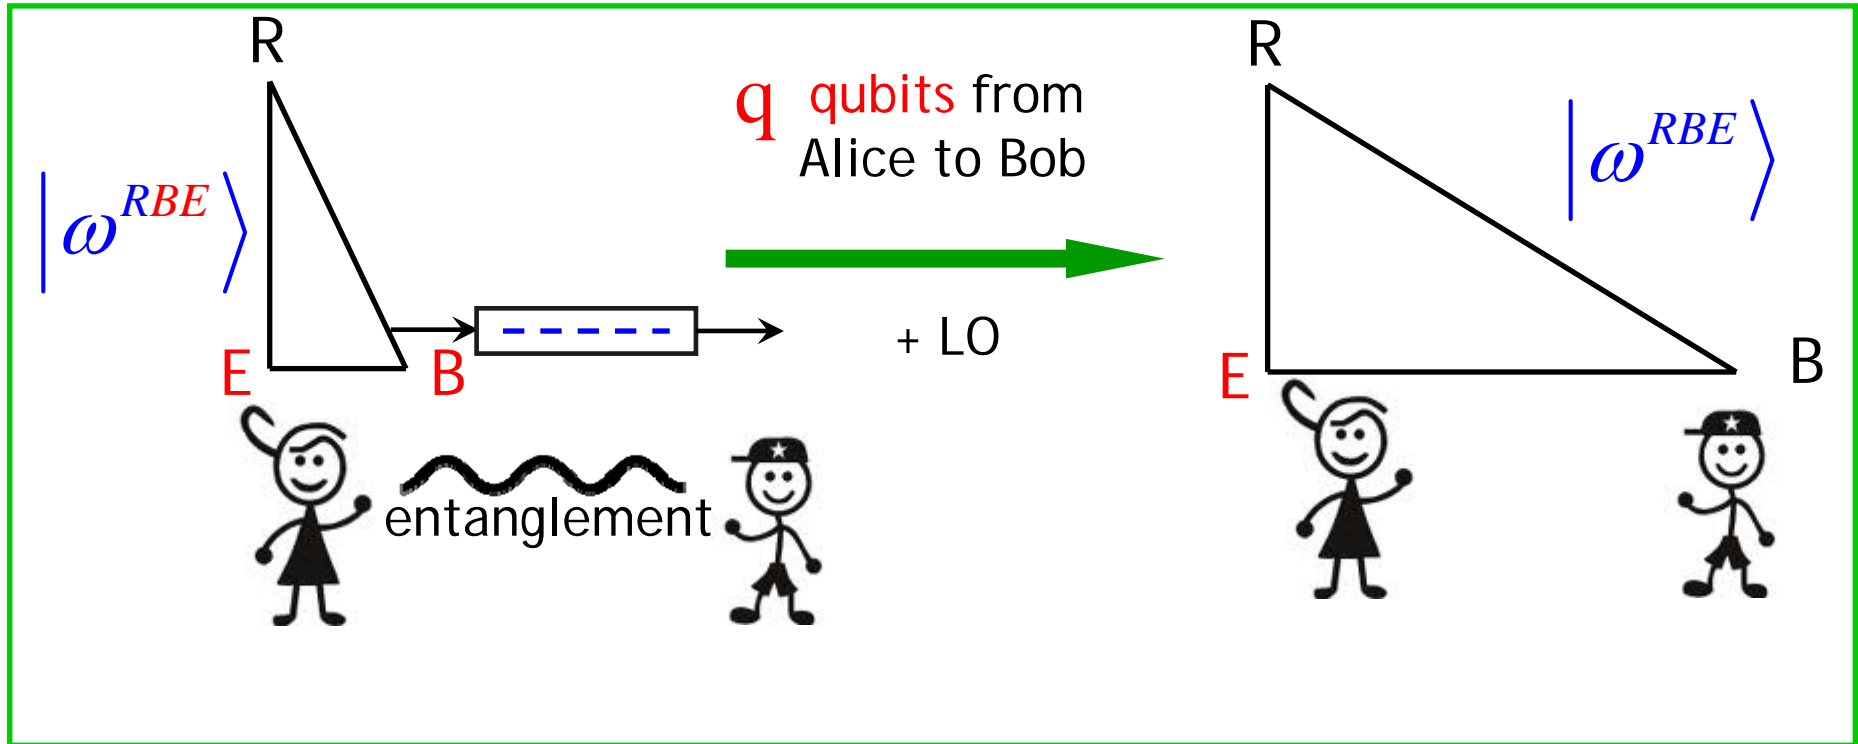 R
|ω^{RBE}⟩
E
B
entanglement
q qubits from
Alice to Bob
+ LO
R
|ω^{RBE}⟩
E
B